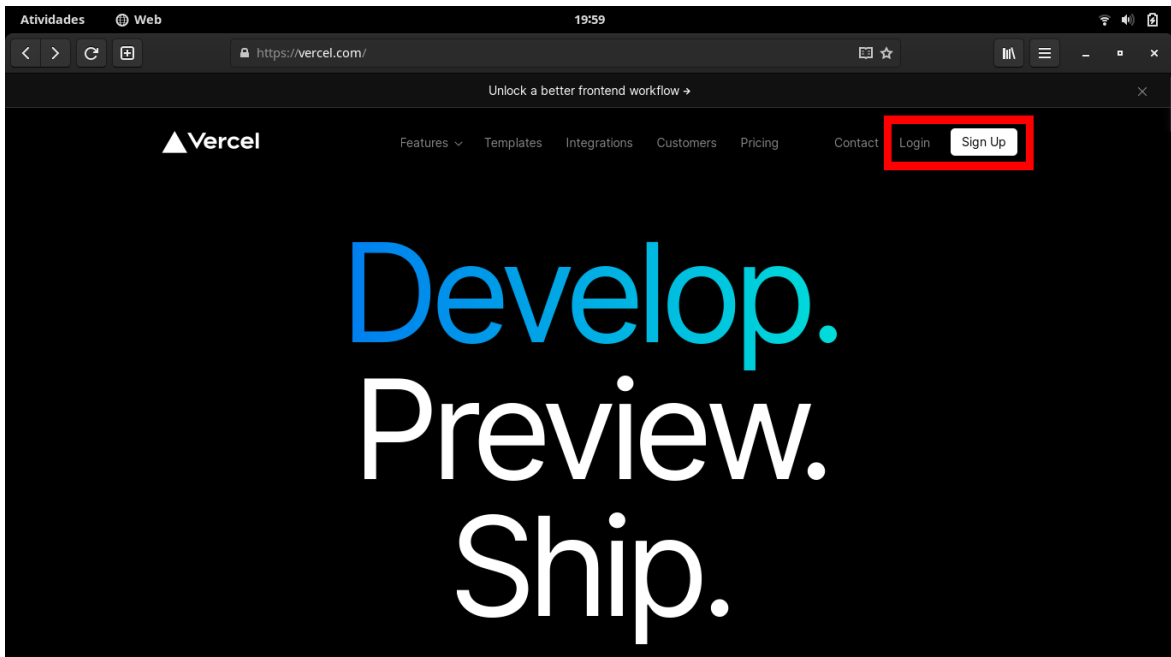 Atividades Web 19:59
https://vercel.com/
Unlock a better frontend workflow →
Vercel Features Templates Integrations Customers Pricing Contact Login Sign Up
Develop.
Preview.
Ship.